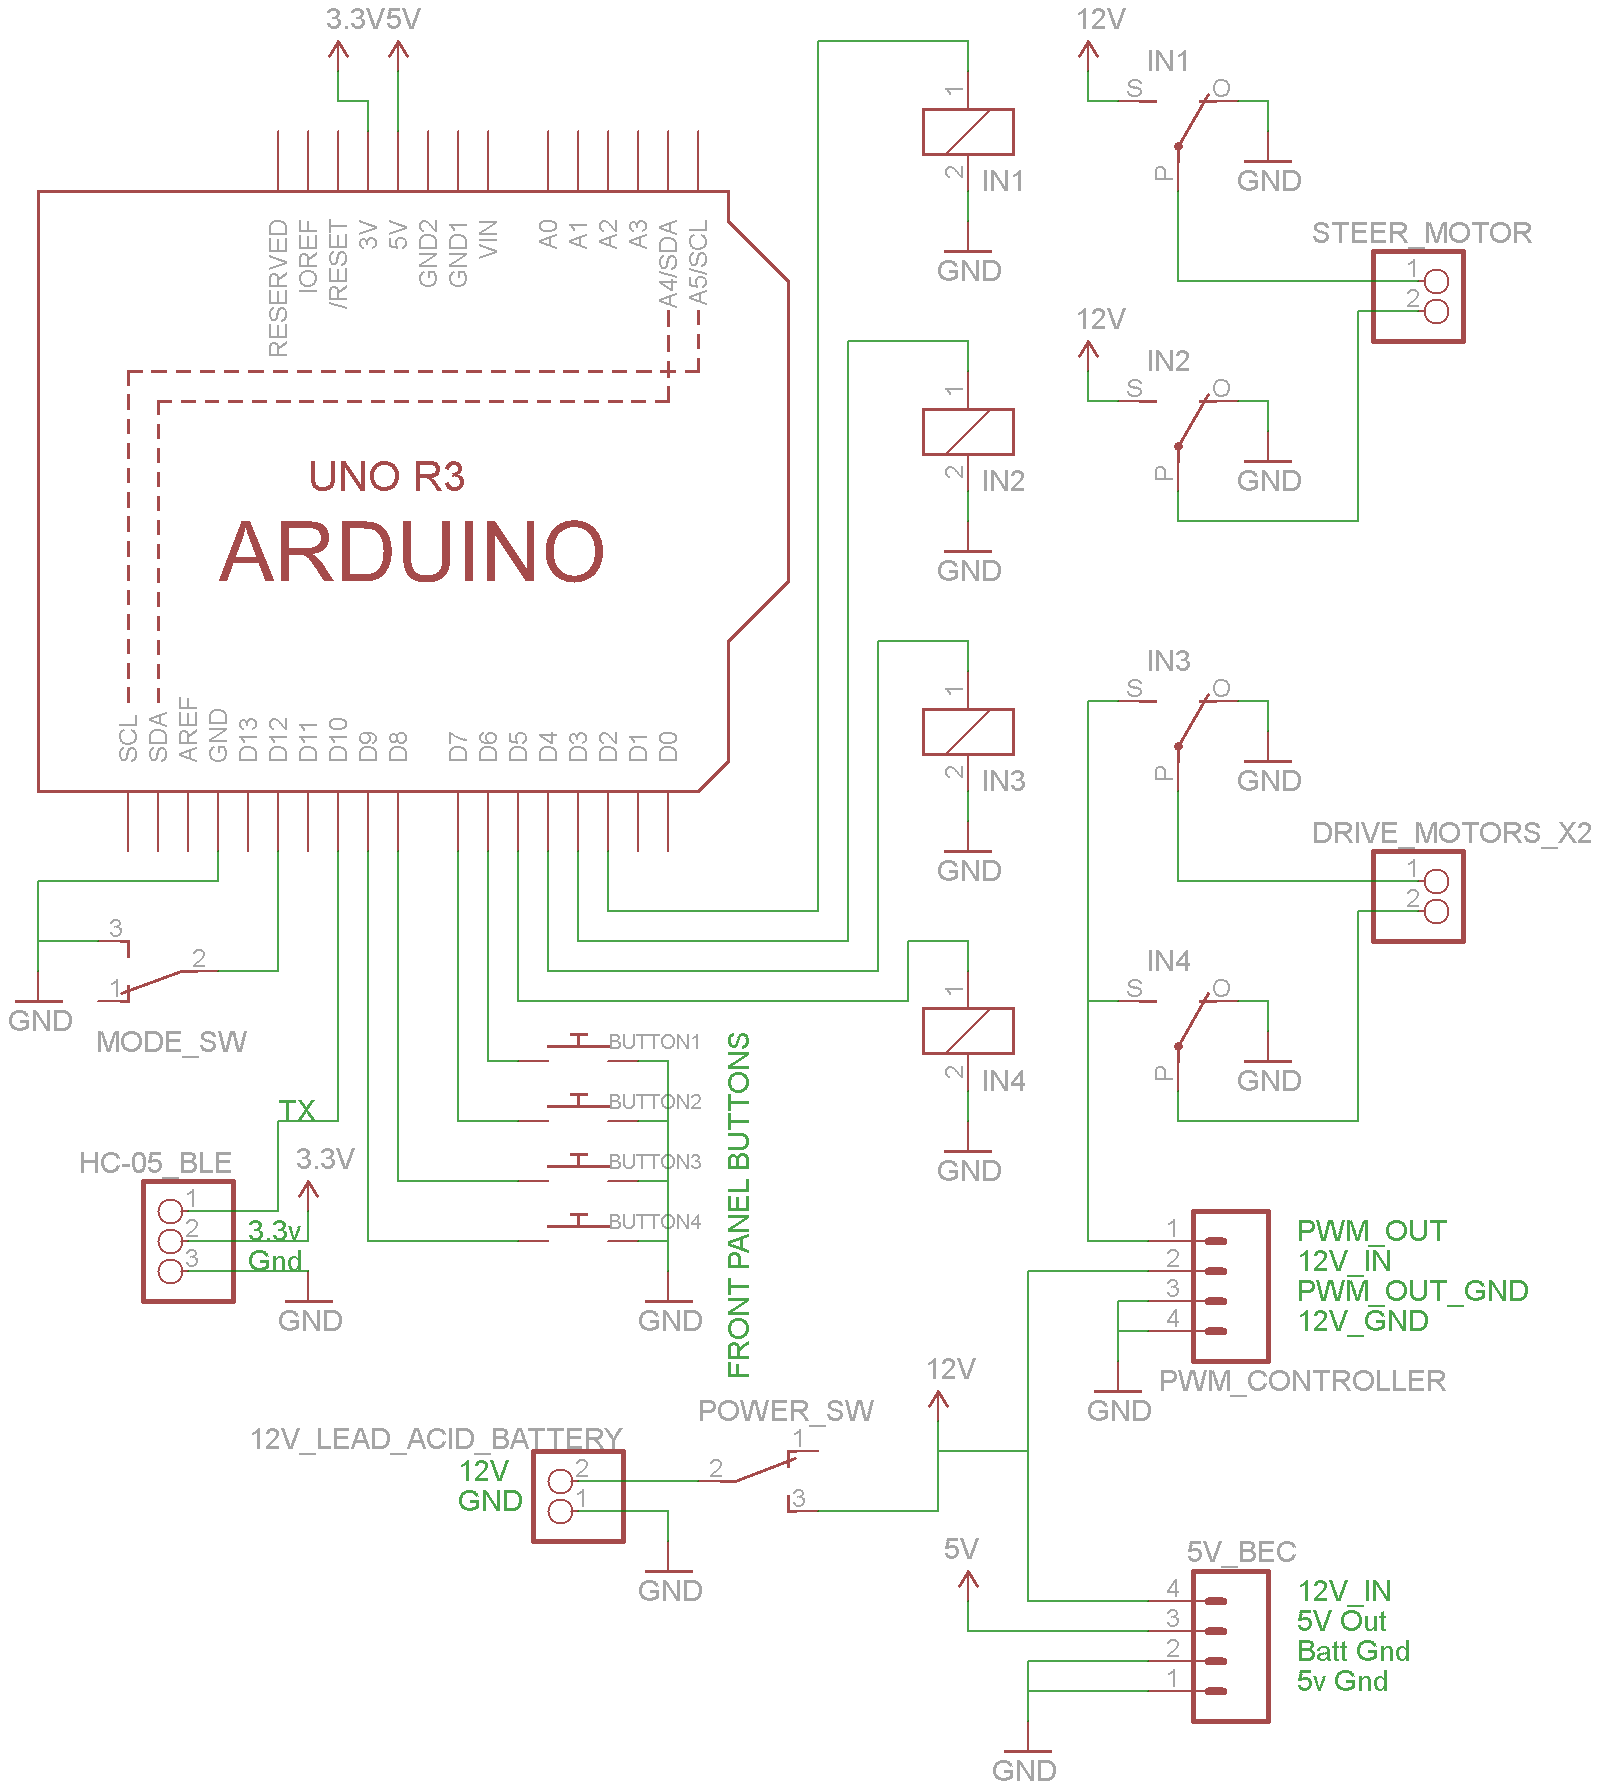 3.3V
5V
RESERVED
IOREF
/RESET
3V
5V
GND2
GND1
VIN
A0
A1
A2
A3
A4/SDA
A5/SCL
UNO R3
ARDUINO
SCL
SDA
AREF
GND
D13
D12
D11
D10
D9
D8
D7
D6
D5
D4
D3
D2
D1
D0
1
2
IN1
GND
12V
IN1
S
O
P
GND
STEER_MOTOR
1
2
1
2
IN2
GND
12V
IN2
S
O
P
GND
1
2
IN3
GND
IN3
S
O
P
GND
DRIVE_MOTORS_X2
1
2
1
2
IN4
GND
IN4
S
O
P
GND
3
2
1
GND
MODE_SW
TX
HC-05_BLE
3.3V
1
2
3
3.3v
Gnd
GND
BUTTON1
BUTTON2
BUTTON3
BUTTON4
GND
FRONT PANEL BUTTONS
1
2
3
4
PWM_OUT
12V_IN
PWM_OUT_GND
12V_GND
PWM_CONTROLLER
GND
12V_LEAD_ACID_BATTERY
12V
GND
2
1
GND
POWER_SW
2
1
3
12V
5V
5V_BEC
4
3
2
1
12V_IN
5V Out
Batt Gnd
5v Gnd
GND